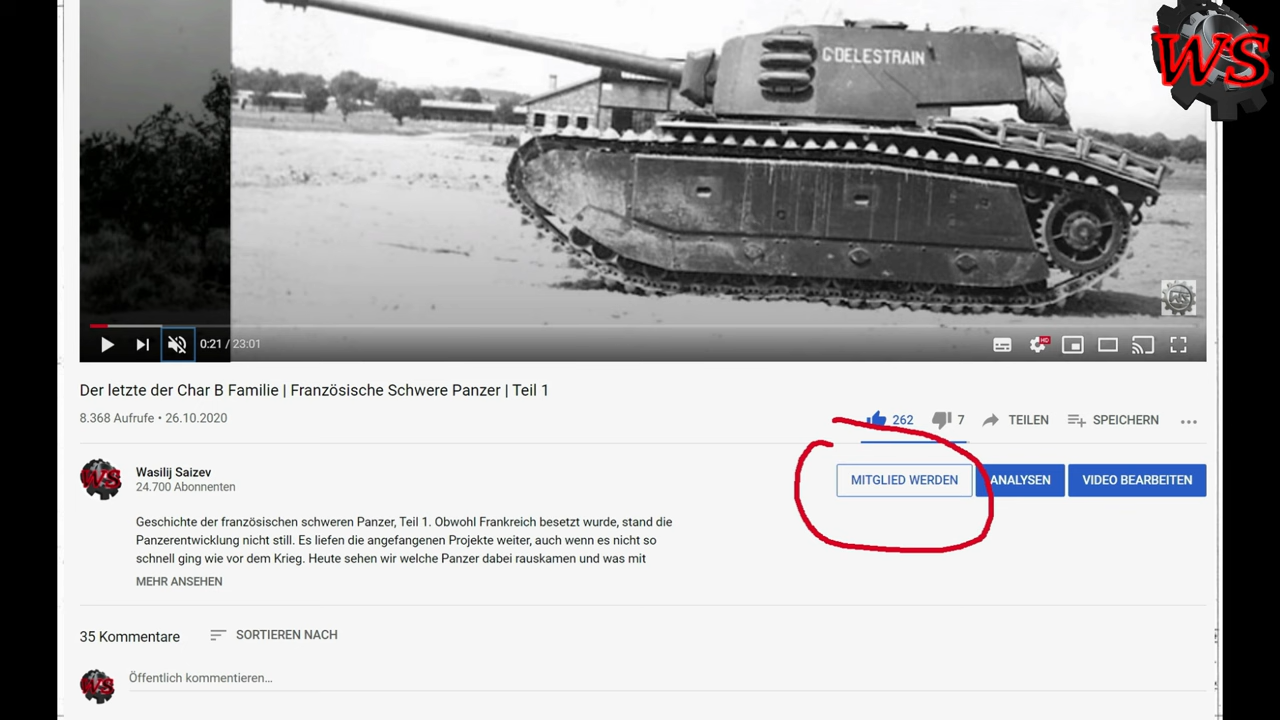 WS
G·DELESTRAIN
WS
0:21 / 23:01
HD
Der letzte der Char B Familie | Französische Schwere Panzer | Teil 1
8.368 Aufrufe • 26.10.2020
262
7
TEILEN
SPEICHERN
WS
Wasilij Saizev
24.700 Abonnenten
MITGLIED WERDEN
ANALYSEN
VIDEO BEARBEITEN
Geschichte der französischen schweren Panzer, Teil 1. Obwohl Frankreich besetzt wurde, stand die
Panzerentwicklung nicht still. Es liefen die angefangenen Projekte weiter, auch wenn es nicht so
schnell ging wie vor dem Krieg. Heute sehen wir welche Panzer dabei rauskamen und was mit
MEHR ANSEHEN
35 Kommentare
SORTIEREN NACH
WS
Öffentlich kommentieren...